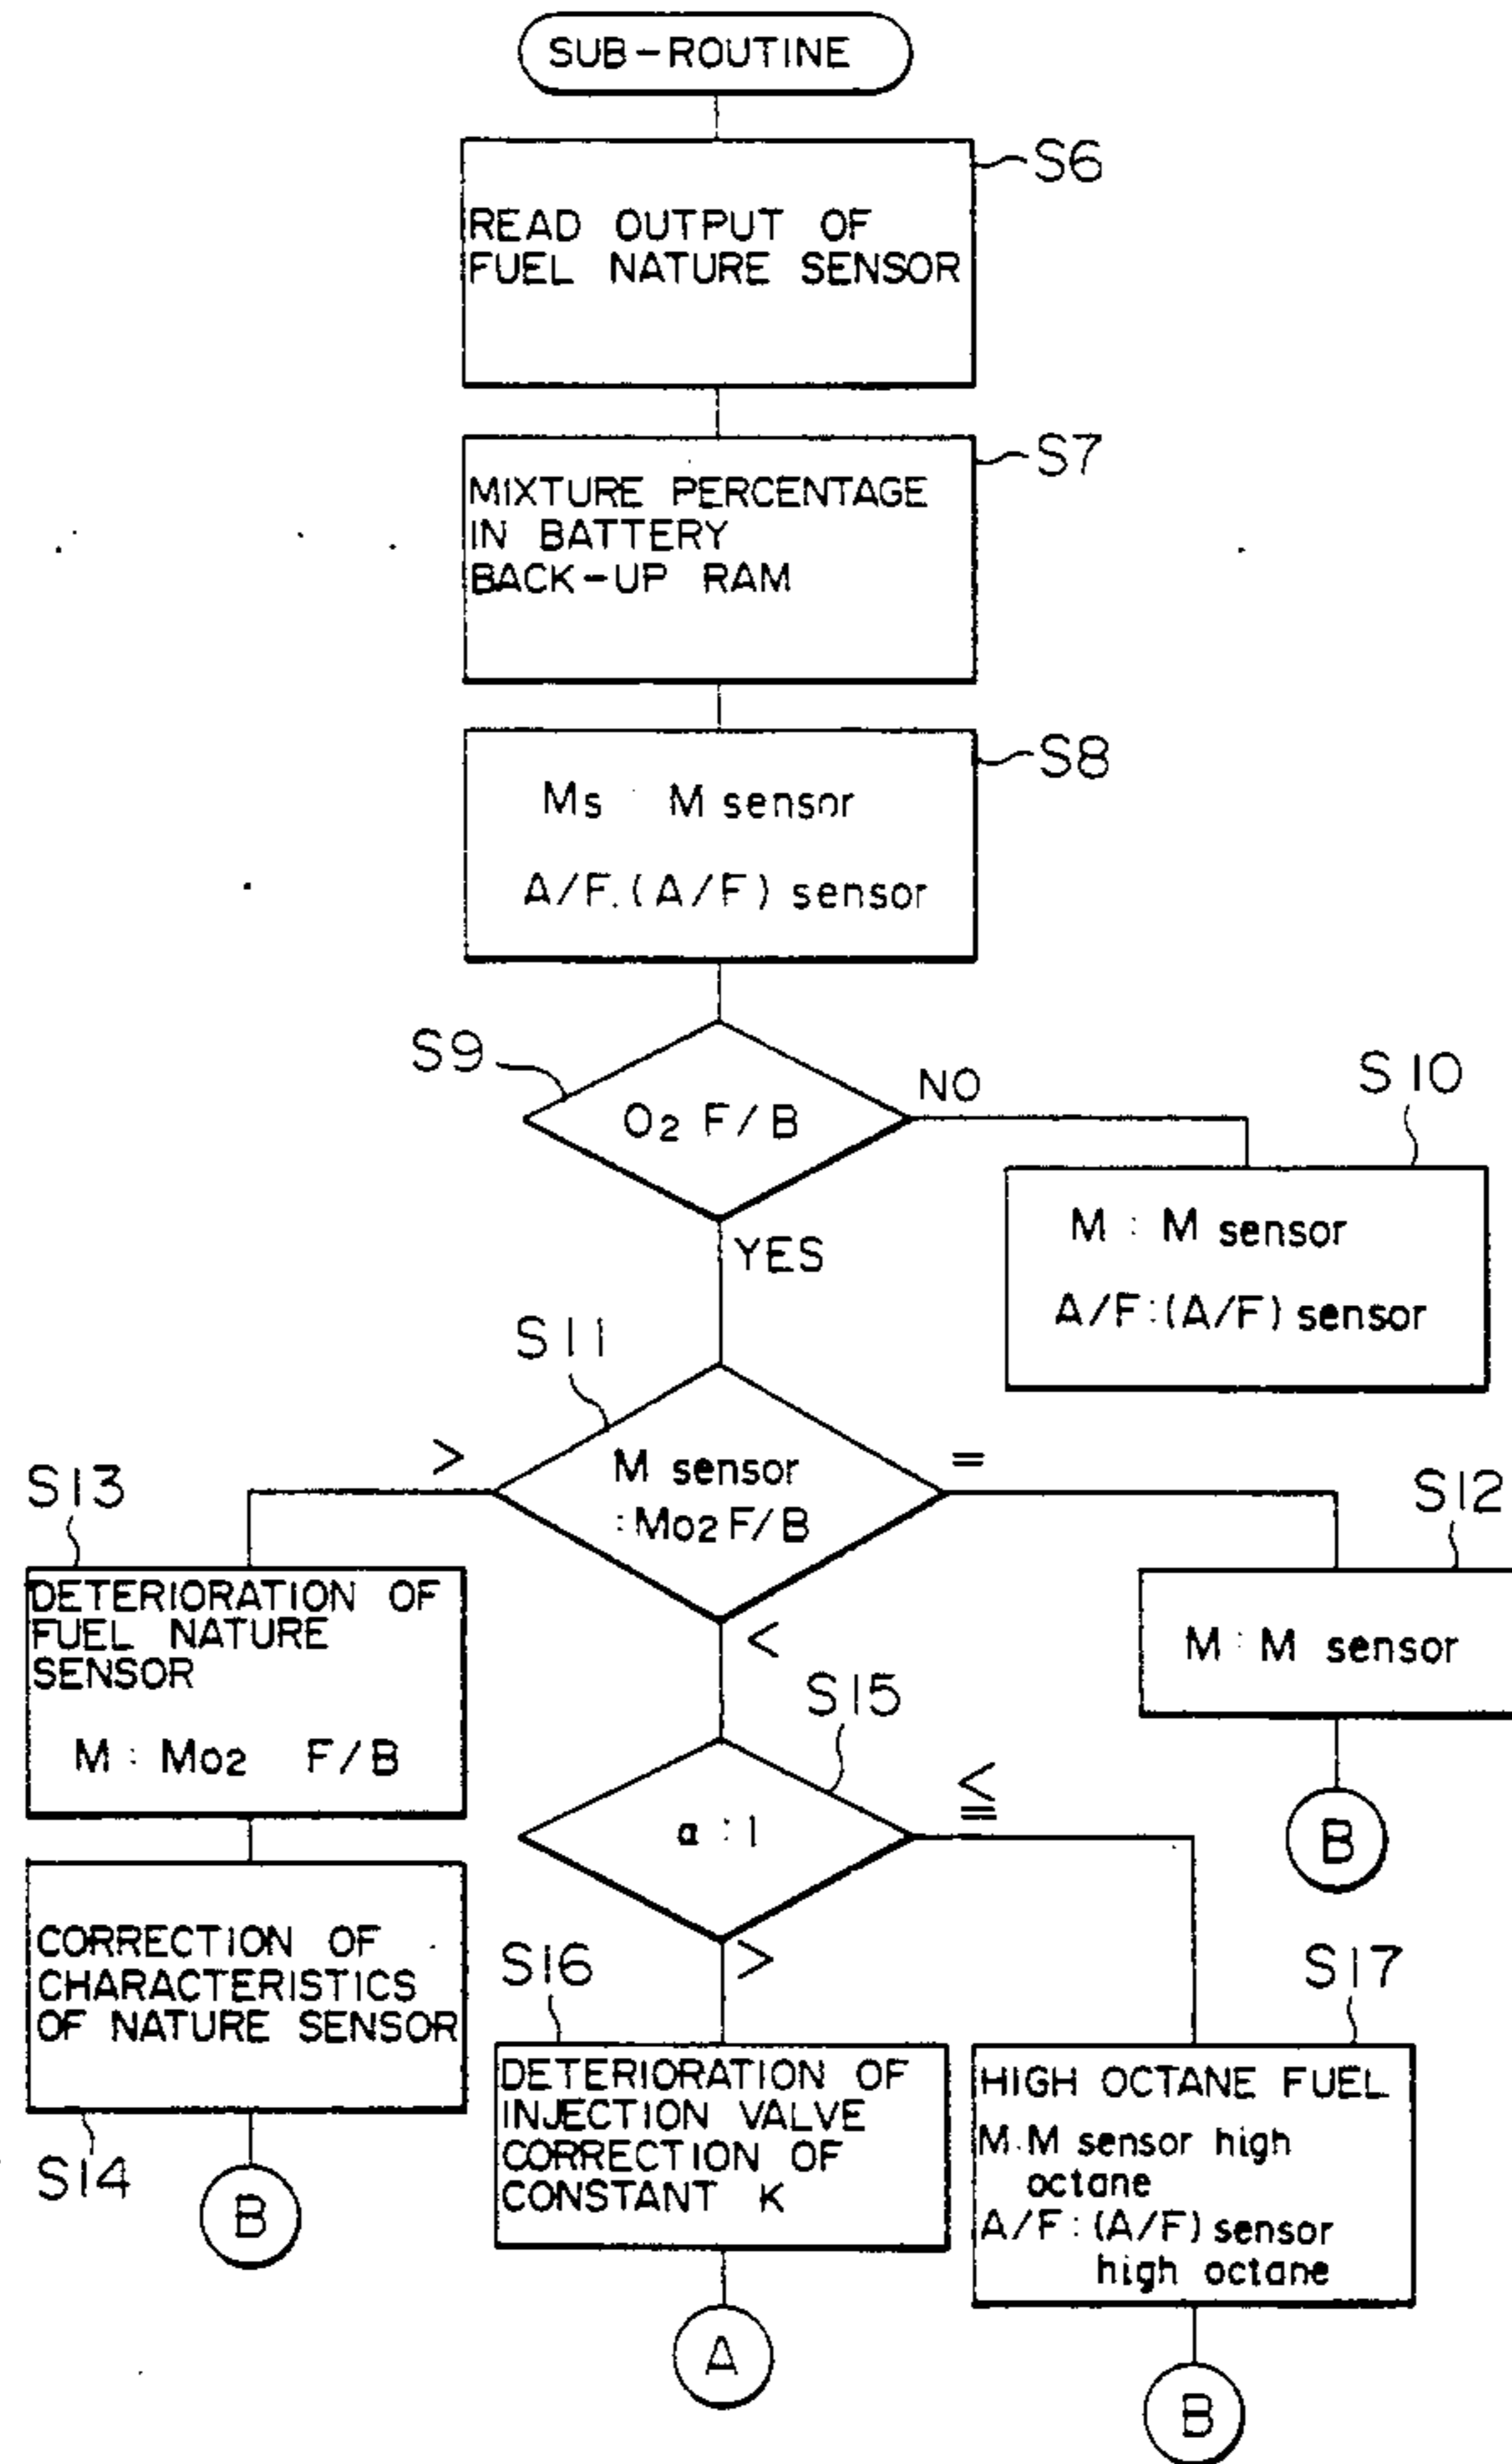 SUB-ROUTINE
S6
READ OUTPUT OF
FUEL NATURE SENSOR
S7
MIXTURE PERCENTAGE
IN BATTERY
BACK-UP RAM
S8
Ms : M sensor
A/F:(A/F) sensor
S9
O2 F/B
NO
YES
S10
M : M sensor
A/F:(A/F) sensor
S11
M sensor
:Mo2 F/B
>
=
<
S12
M : M sensor
B
S13
DETERIORATION OF
FUEL NATURE
SENSOR
M : Mo2 F/B
CORRECTION OF
CHARACTERISTICS
OF NATURE SENSOR
S14
B
S15
α : 1
≦
>
S16
DETERIORATION OF
INJECTION VALVE
CORRECTION OF
CONSTANT K
A
S17
HIGH OCTANE FUEL
M:M sensor high
octane
A/F:(A/F) sensor
high octane
B